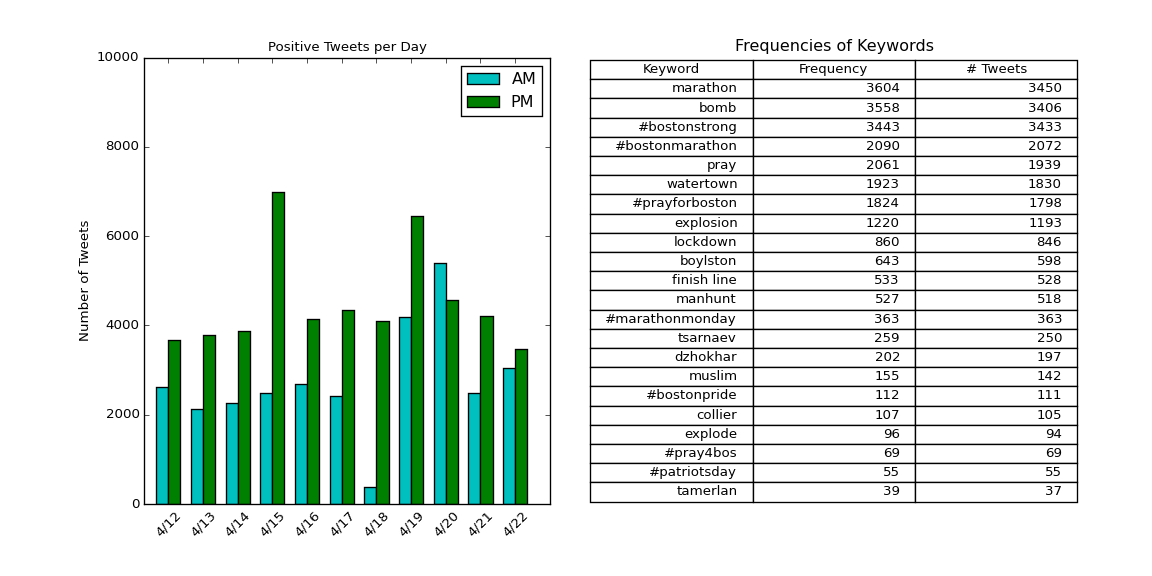 Positive Tweets per Day
10000
8000
6000
4000
2000
0
Number of Tweets
AM
PM
4/12 4/13 4/14 4/15 4/16 4/17 4/18 4/19 4/20 4/21 4/22
Frequencies of Keywords
Keyword Frequency # Tweets
marathon 3604 3450
bomb 3558 3406
#bostonstrong 3443 3433
#bostonmarathon 2090 2072
pray 2061 1939
watertown 1923 1830
#prayforboston 1824 1798
explosion 1220 1193
lockdown 860 846
boylston 643 598
finish line 533 528
manhunt 527 518
#marathonmonday 363 363
tsarnaev 259 250
dzhokhar 202 197
muslim 155 142
#bostonpride 112 111
collier 107 105
explode 96 94
#pray4bos 69 69
#patriotsday 55 55
tamerlan 39 37